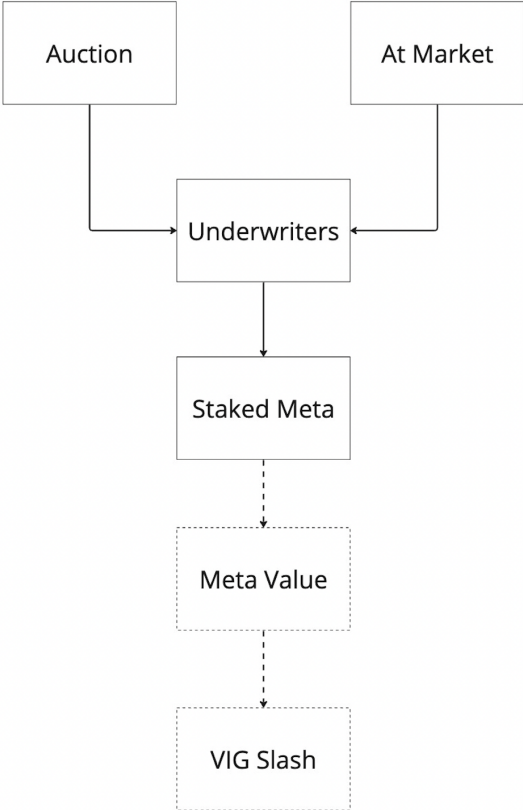 Auction
At Market
Underwriters
Staked Meta
Meta Value
VIG Slash